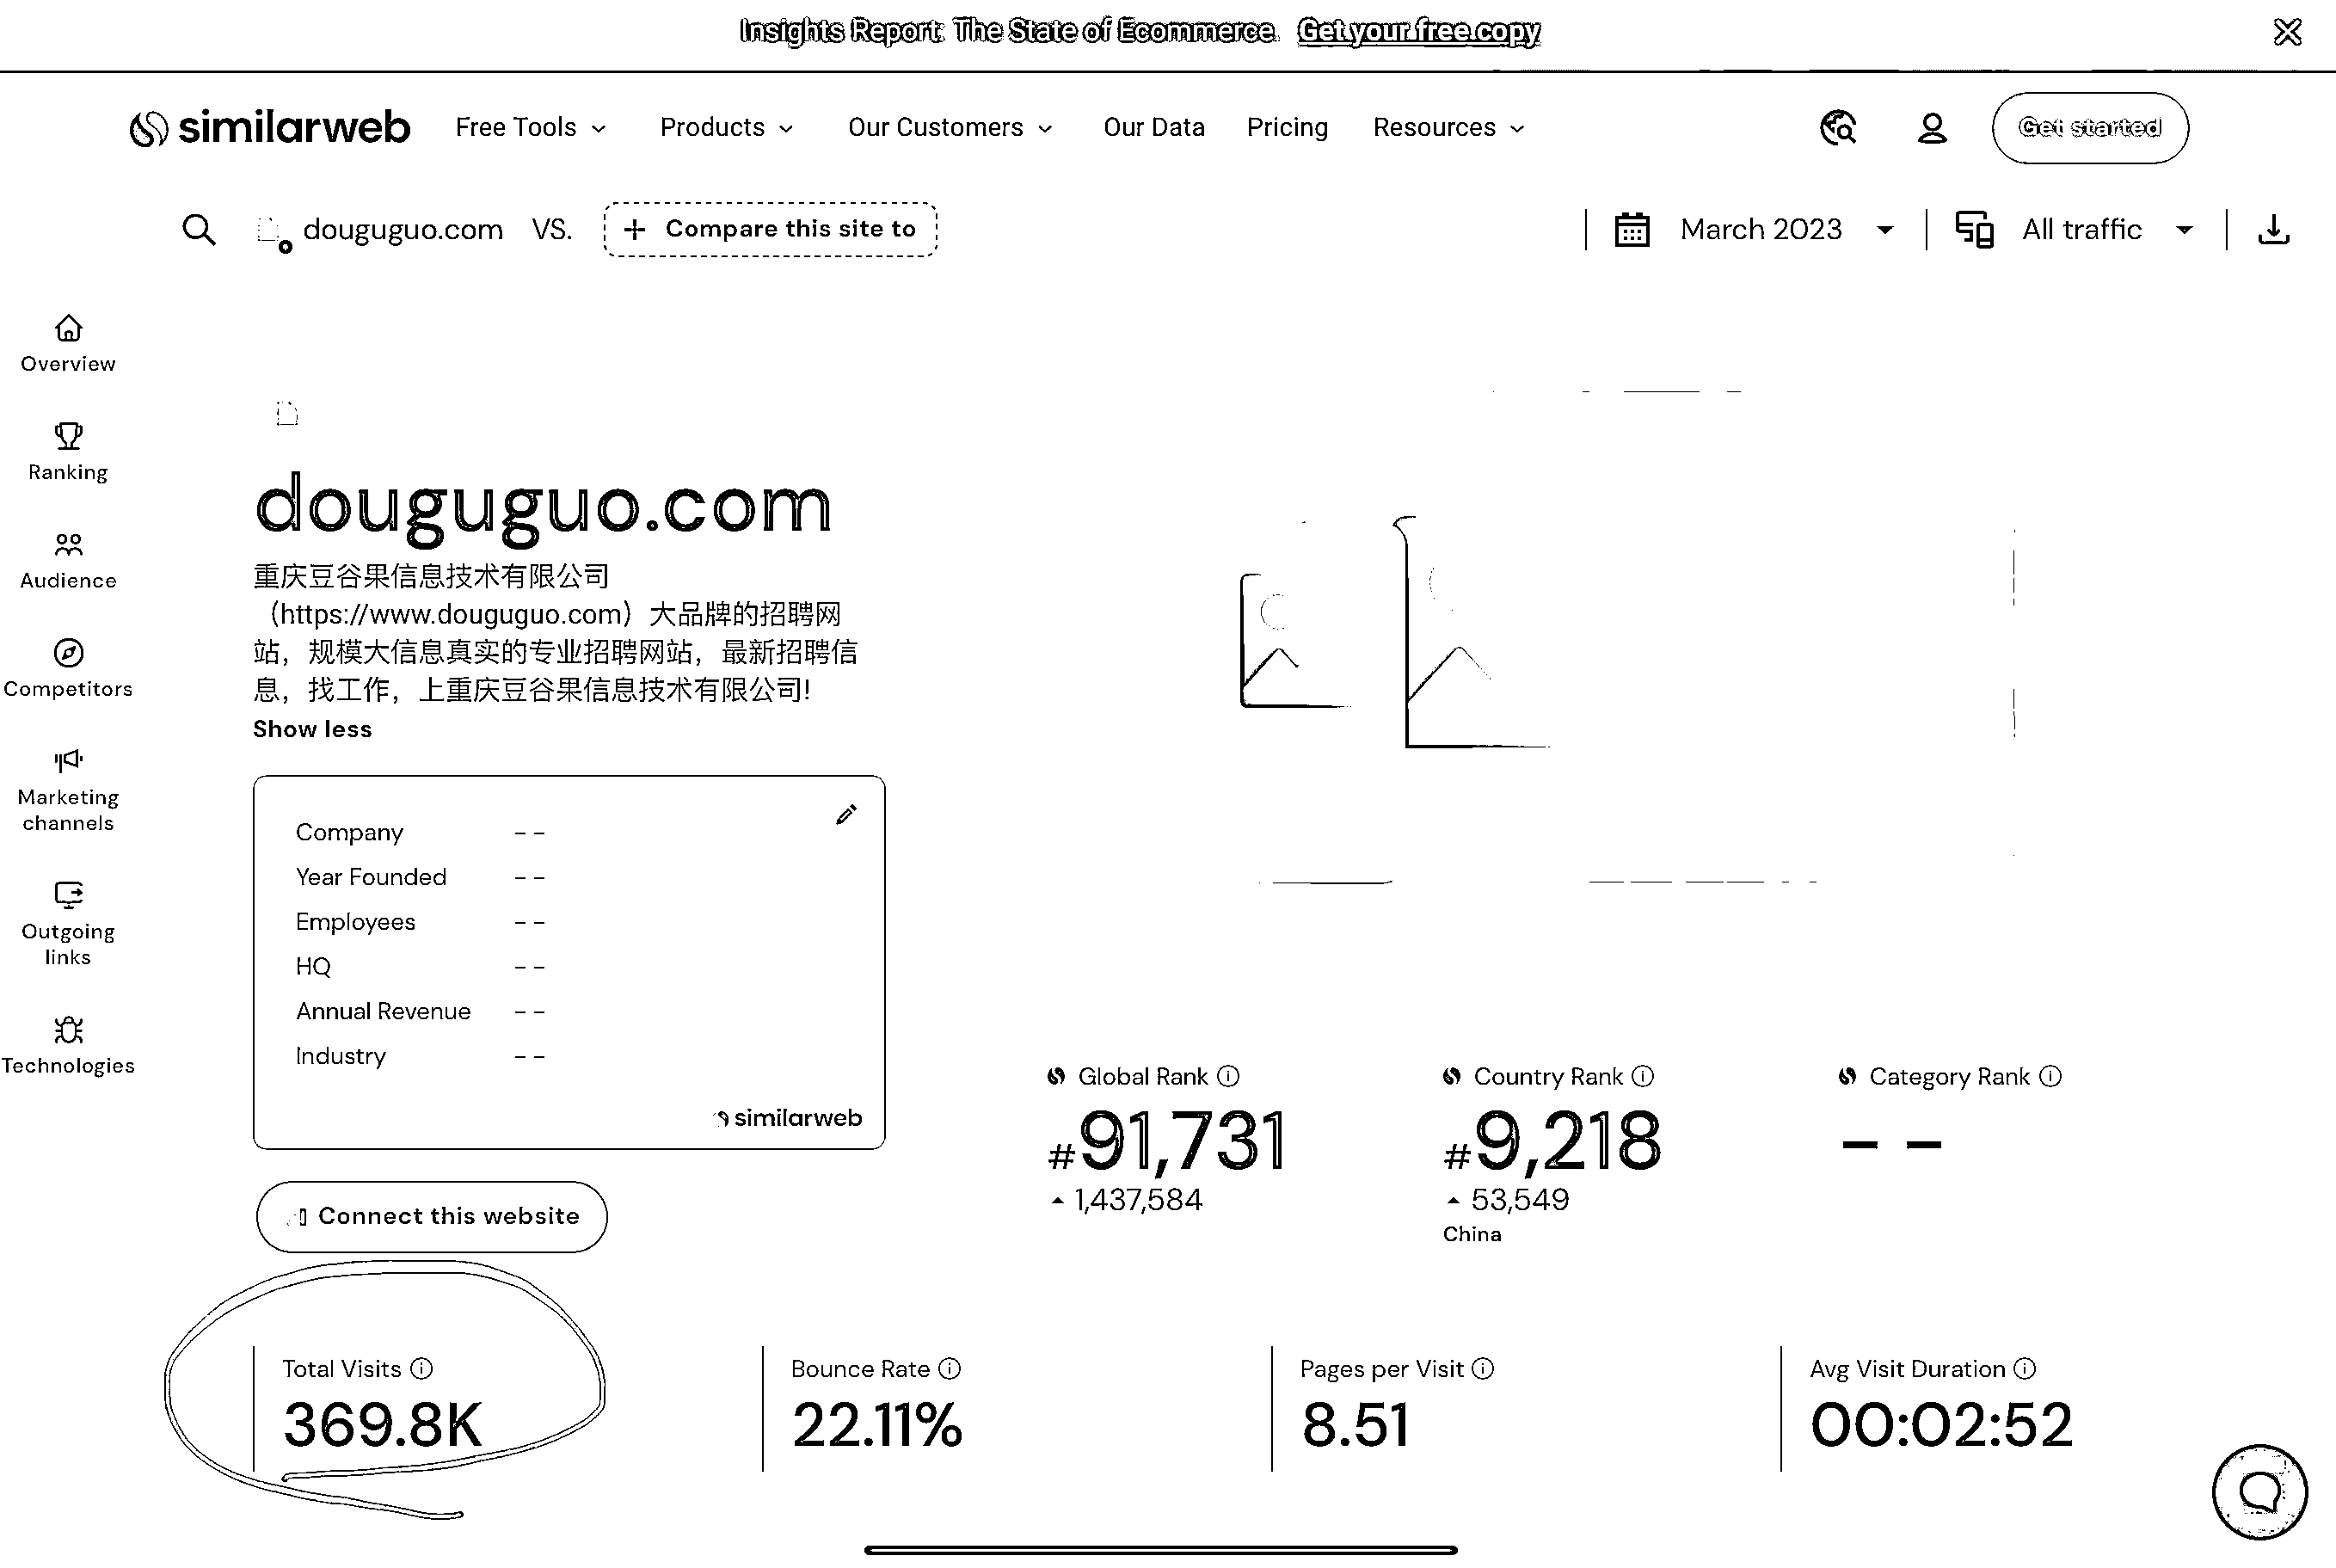 Insights Report: The State of Ecommerce. Get your free copy
similarweb Free Tools Products Our Customers Our Data Pricing Resources Get started
douguguo.com VS. + Compare this site to March 2023 All traffic
Overview
Ranking
Audience
Competitors
Marketing
channels
Outgoing
links
Technologies
douguguo.com
重庆豆谷果信息技术有限公司
（https://www.douguguo.com）大品牌的招聘网
站，规模大信息真实的专业招聘网站，最新招聘信
息，找工作，上重庆豆谷果信息技术有限公司!
Show less
Company - -
Year Founded - -
Employees - -
HQ - -
Annual Revenue - -
Industry - -
similarweb
Connect this website
Global Rank
#91,731
1,437,584
Country Rank
#9,218
53,549
China
Category Rank
- -
Total Visits
369.8K
Bounce Rate
22.11%
Pages per Visit
8.51
Avg Visit Duration
00:02:52